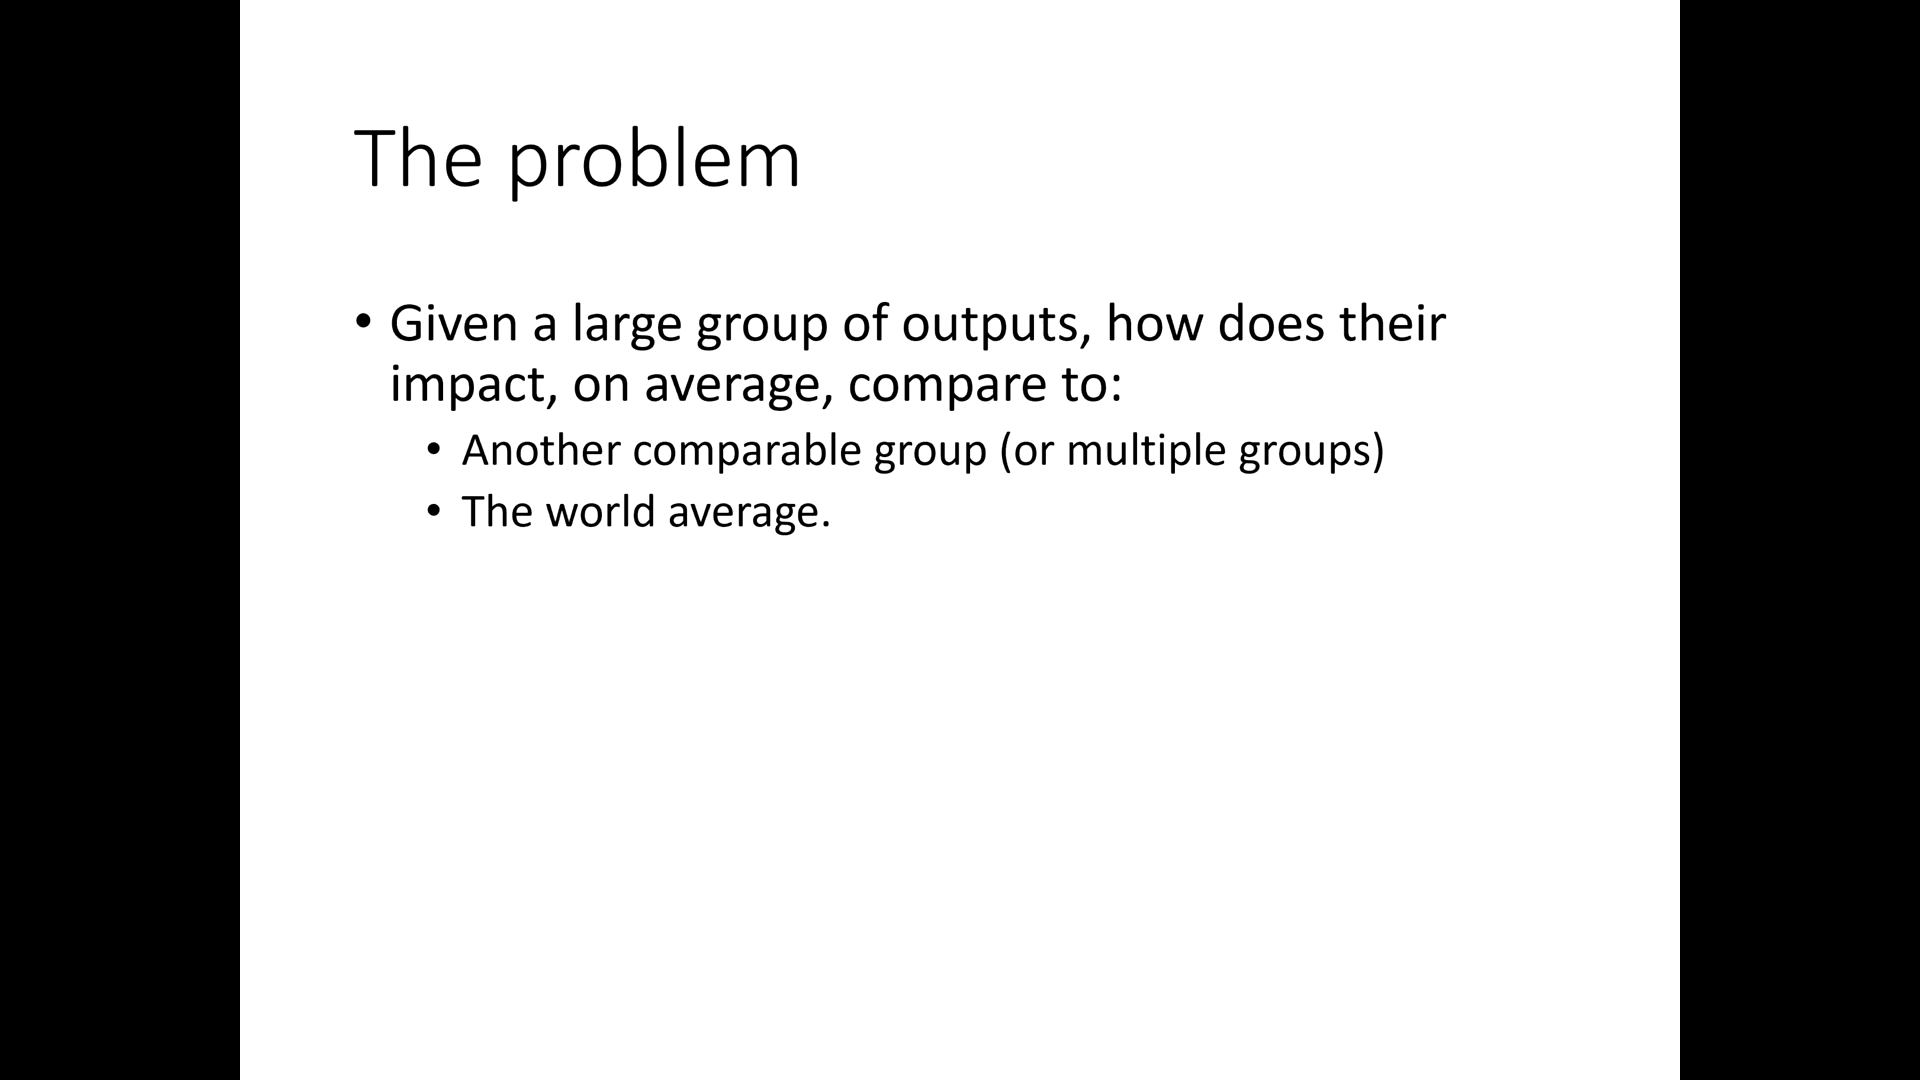 The problem
• Given a large group of outputs, how does their
impact, on average, compare to:
• Another comparable group (or multiple groups)
• The world average.